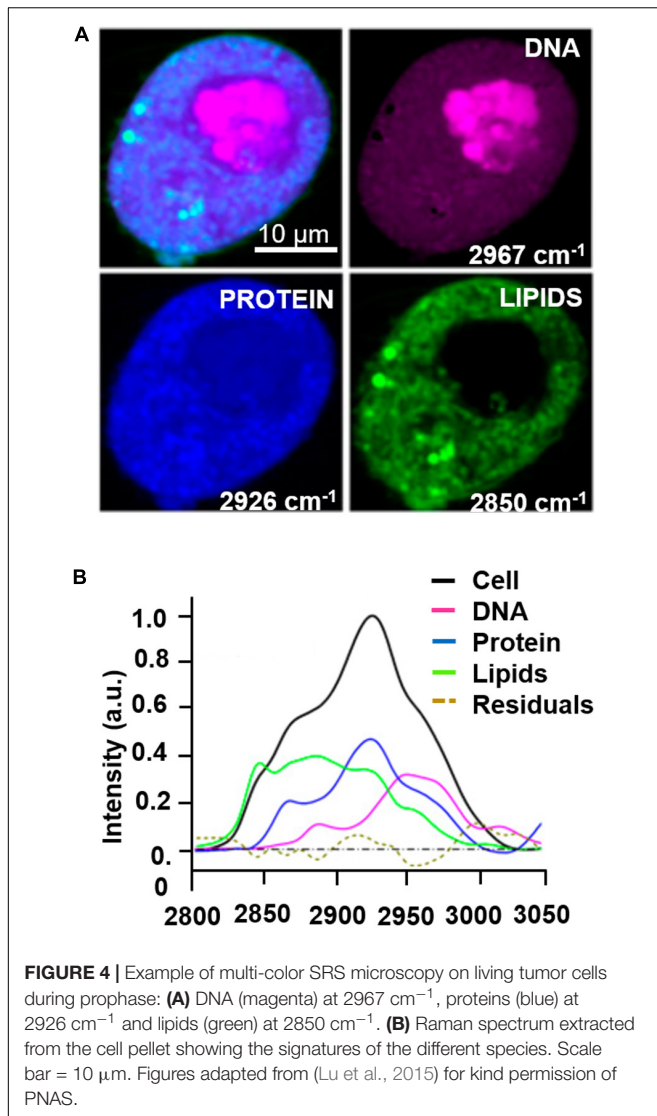 A
DNA
10 μm
2967 cm⁻¹
PROTEIN
LIPIDS
2926 cm⁻¹
2850 cm⁻¹
B
Cell
DNA
Protein
Lipids
Residuals
Intensity (a.u.)
1.0
0.8
0.6
0.4
0.2
0.
0
2800 2850 2900 2950 3000 3050
FIGURE 4 | Example of multi-color SRS microscopy on living tumor cells
during prophase: (A) DNA (magenta) at 2967 cm⁻¹, proteins (blue) at
2926 cm⁻¹ and lipids (green) at 2850 cm⁻¹. (B) Raman spectrum extracted
from the cell pellet showing the signatures of the different species. Scale
bar = 10 μm. Figures adapted from (Lu et al., 2015) for kind permission of
PNAS.